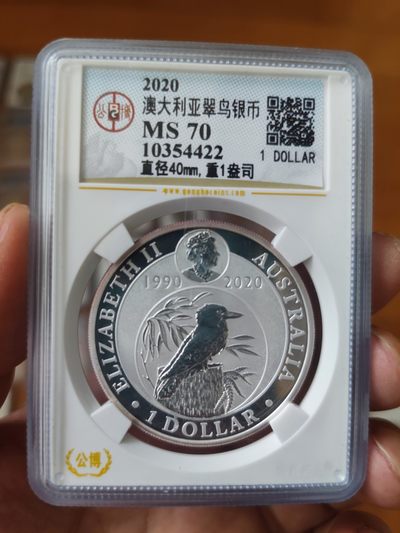 2020
公 博
澳大利亚翠鸟银币
MS 70
10354422
1 DOLLAR
直径40mm,重1盎司
www.gongbocoins.com
ELIZABETH II
AUSTRALIA
1990 2020
• 1 DOLLAR •
公博